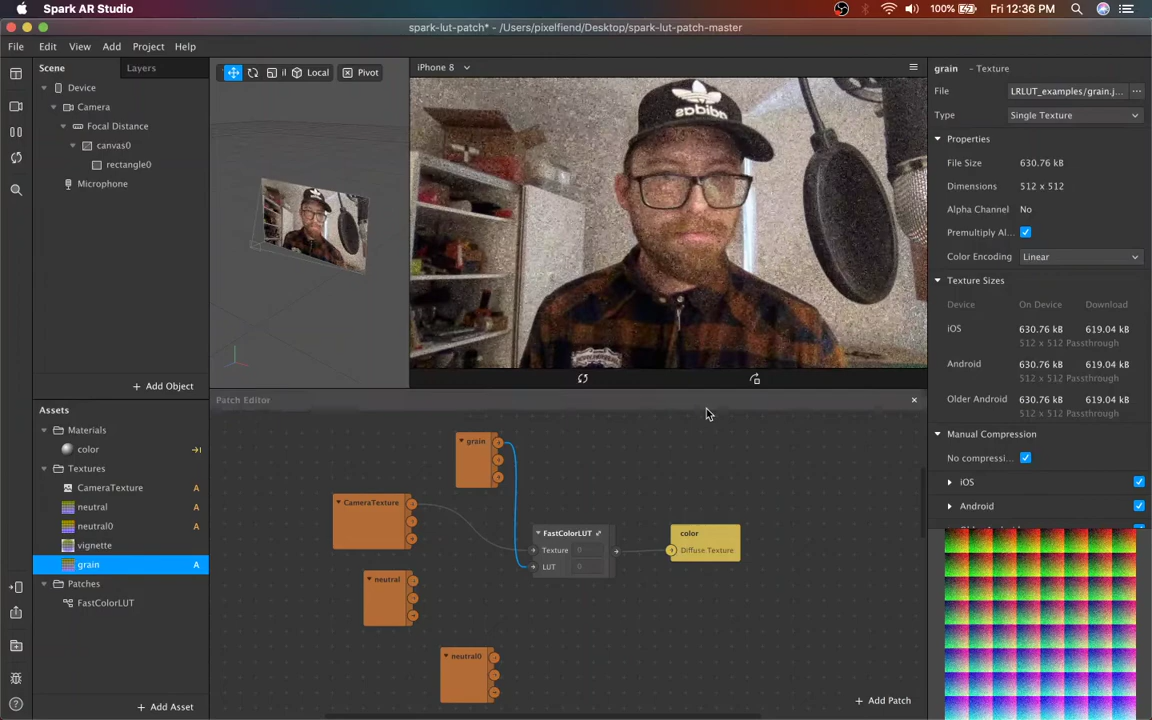 Spark AR Studio
100%
Fri 12:36 PM
spark-lut-patch* - /Users/pixelfiend/Desktop/spark-lut-patch-master
File Edit View Add Project Help
Scene
Layers
Device
Camera
Focal Distance
canvas0
rectangle0
Microphone
+ Add Object
Local
Pivot
iPhone 8
adidas
Assets
Materials
color
Textures
CameraTexture A
neutral A
neutral0 A
vignette
grain A
Patches
FastColorLUT
+ Add Asset
Patch Editor
grain
CameraTexture
neutral
neutral0
FastColorLUT
Texture 0
LUT 0
color
Diffuse Texture
+ Add Patch
grain - Texture
File LRLUT_examples/grain.j...
Type Single Texture
Properties
File Size 630.76 kB
Dimensions 512 x 512
Alpha Channel No
Premultiply Al...
Color Encoding Linear
Texture Sizes
Device On Device Download
iOS 630.76 kB 619.04 kB
512 x 512 Passthrough
Android 630.76 kB 619.04 kB
512 x 512 Passthrough
Older Android 630.76 kB 619.04 kB
512 x 512 Passthrough
Manual Compression
No compressi...
iOS
Android